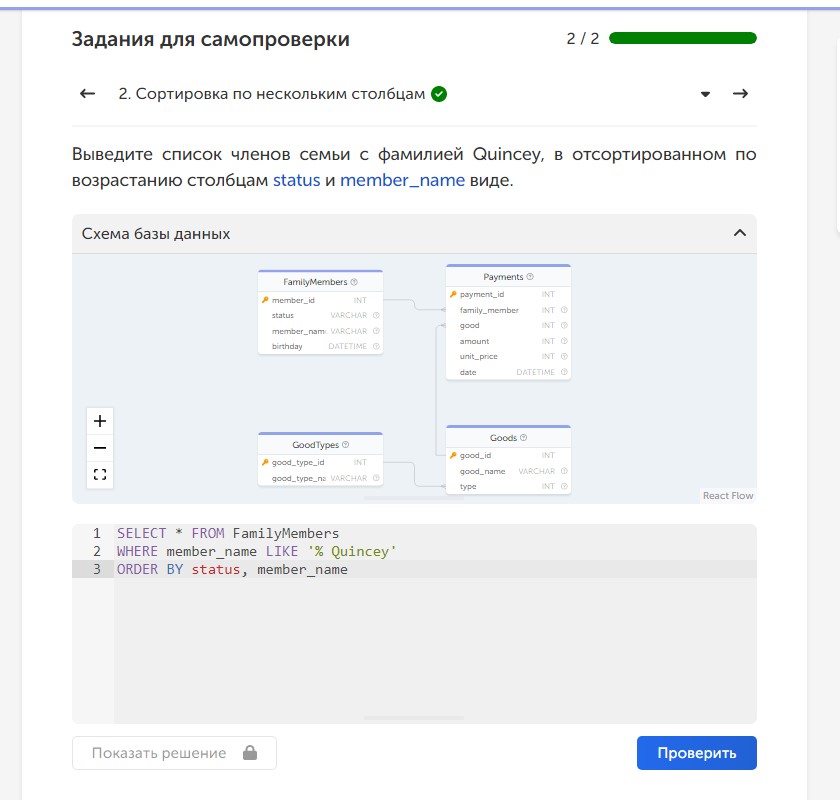 Задания для самопроверки
2 / 2
2. Сортировка по нескольким столбцам
Выведите список членов семьи с фамилией Quincey, в отсортированном по
возрастанию столбцам status и member_name виде.
Схема базы данных
FamilyMembers
member_id INT
status VARCHAR
member_nam VARCHAR
birthday DATETIME
Payments
payment_id INT
family_member INT
good INT
amount INT
unit_price INT
date DATETIME
GoodTypes
good_type_id INT
good_type_na VARCHAR
Goods
good_id INT
good_name VARCHAR
type INT
React Flow
1 SELECT * FROM FamilyMembers
2 WHERE member_name LIKE '% Quincey'
3 ORDER BY status, member_name
Показать решение
Проверить